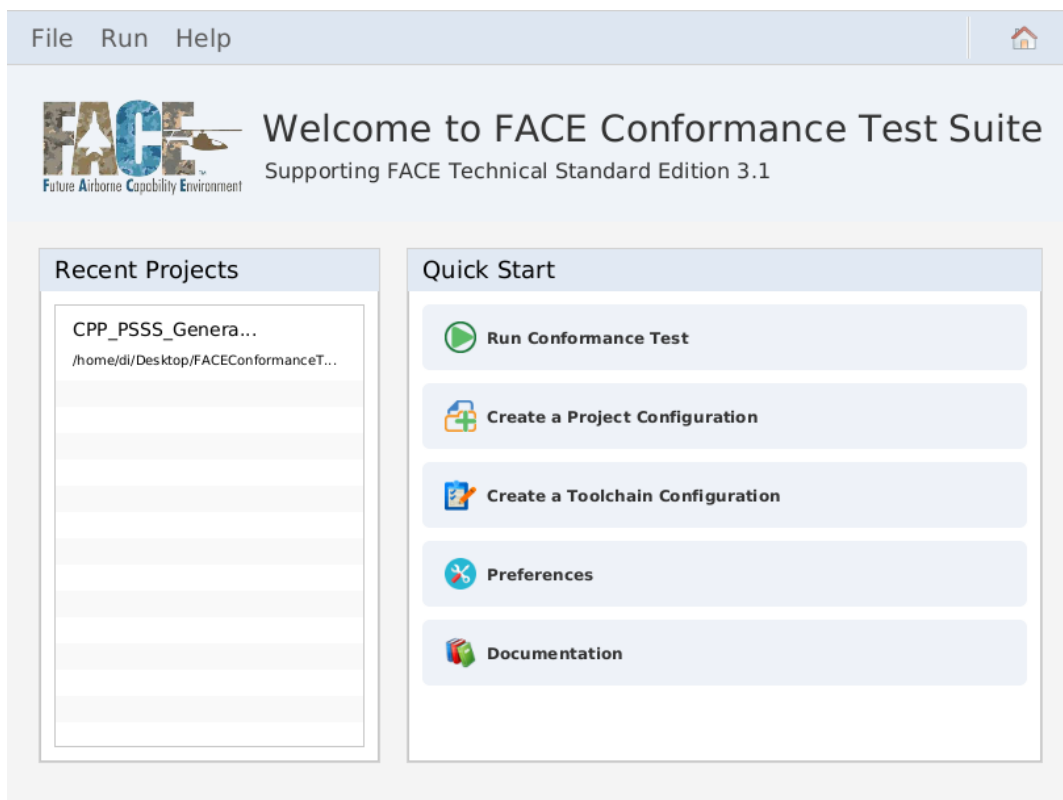 File Run Help
FACE
Future Airborne Capability Environment
Welcome to FACE Conformance Test Suite
Supporting FACE Technical Standard Edition 3.1
Recent Projects
CPP_PSSS_Genera...
/home/di/Desktop/FACEConformanceT...
Quick Start
Run Conformance Test
Create a Project Configuration
Create a Toolchain Configuration
Preferences
Documentation